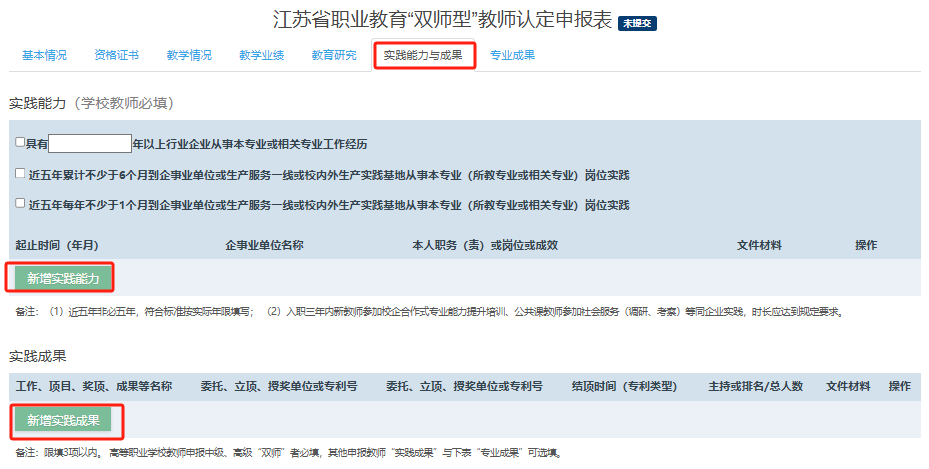 江苏省职业教育“双师型”教师认定申报表 未提交
基本情况 资格证书 教学情况 教学业绩 教育研究 实践能力与成果 专业成果
实践能力（学校教师必填）
具有 年以上行业企业从事本专业或相关专业工作经历
近五年累计不少于6个月到企事业单位或生产服务一线或校内外生产实践基地从事本专业（所教专业或相关专业）岗位实践
近五年每年不少于1个月到企事业单位或生产服务一线或校内外生产实践基地从事本专业（所教专业或相关专业）岗位实践
起止时间（年月） 企事业单位名称 本人职务（责）或岗位或成效 文件材料 操作
新增实践能力
备注：（1）近五年非必五年，符合标准按实际年限填写； （2）入职三年内新教师参加校企合作式专业能力提升培训、公共课教师参加社会服务（调研、考察）等同企业实践，时长应达到规定要求。
实践成果
工作、项目、奖项、成果等名称 委托、立项、授奖单位或专利号 委托、立项、授奖单位或专利号 结项时间（专利类型） 主持或排名/总人数 文件材料 操作
新增实践成果
备注：限填3项以内。 高等职业学校教师申报中级、高级“双师”者必填，其他申报教师“实践成果”与下表“专业成果”可选填。